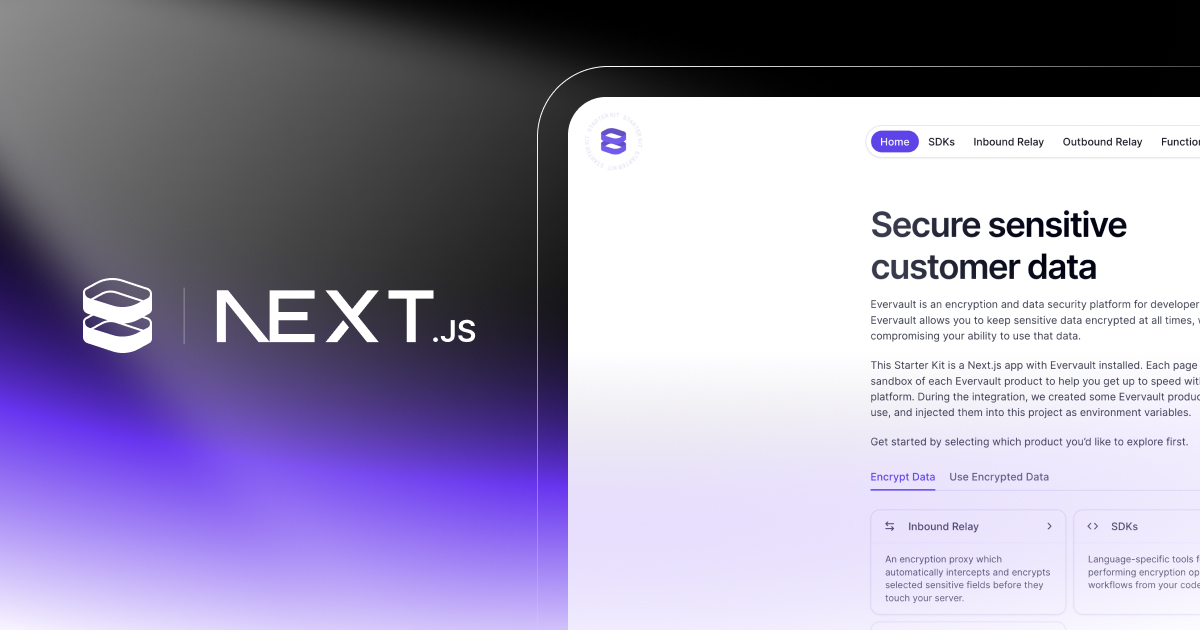 NEXT.JS
STARTER KIT STARTER KIT STARTER KIT
Home SDKs Inbound Relay Outbound Relay
Secure sensitive
customer data
Evervault is an encryption and data security platform for
Evervault allows you to keep sensitive data encrypted at all times,
compromising your ability to use that data.
This Starter Kit is a Next.js app with Evervault installed. Each page
sandbox of each Evervault product to help you get up to speed
platform. During the integration, we created some Evervault
use, and injected them into this project as environment variables.
Get started by selecting which product you'd like to explore first.
Encrypt Data Use Encrypted Data
Inbound Relay
SDKs
An encryption proxy which
automatically intercepts and encrypts
selected sensitive fields before they
touch your server.
Language-specific tools
performing encryption
workflows from your